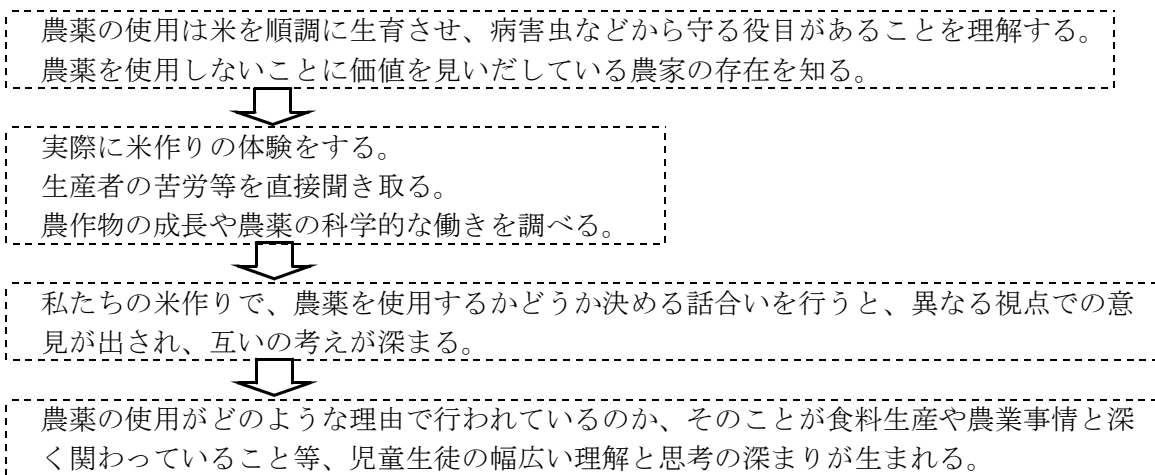 農薬の使用は米を順調に生育させ、病害虫などから守る役目があることを理解する。
農薬を使用しないことに価値を見いだしている農家の存在を知る。
実際に米作りの体験をする。
生産者の苦労等を直接聞き取る。
農作物の成長や農薬の科学的な働きを調べる。
私たちの米作りで、農薬を使用するかどうか決める話合いを行うと、異なる視点での意
見が出され、互いの考えが深まる。
農薬の使用がどのような理由で行われているのか、そのことが食料生産や農業事情と深
く関わっていること等、児童生徒の幅広い理解と思考の深まりが生まれる。